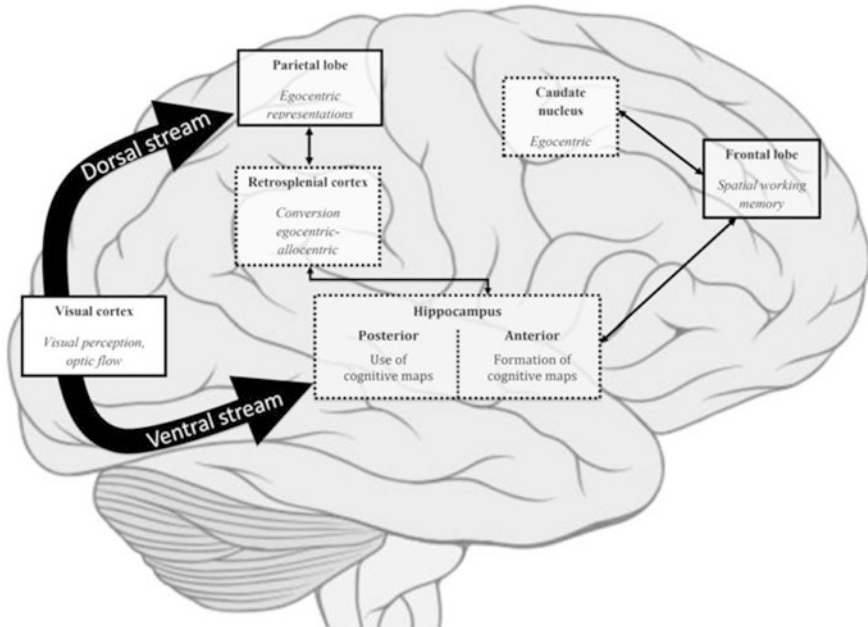 Parietal lobe
Egocentric
representations
Caudate
nucleus
Egocentric
Dorsal stream
Frontal lobe
Spatial working
memory
Retrosplenial cortex
Conversion
egocentric-
allocentric
Visual cortex
Visual perception,
optic flow
Hippocampus
Posterior
Use of
cognitive maps
Anterior
Formation of
cognitive maps
Ventral stream